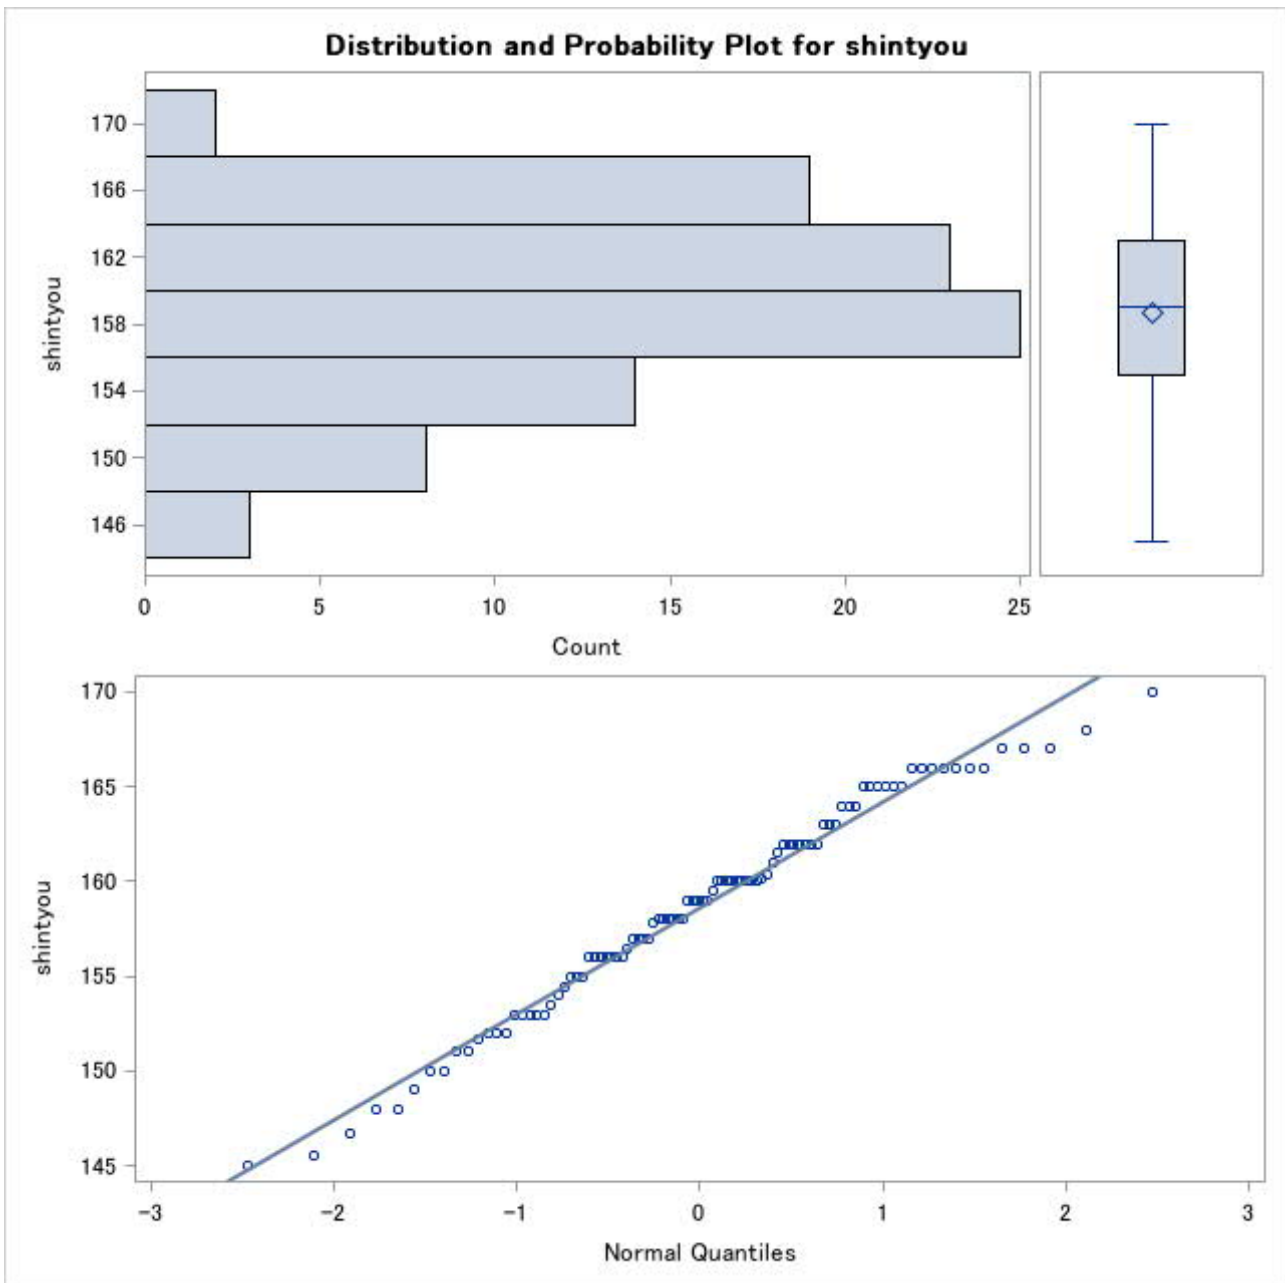 Distribution and Probability Plot for shintyou
shintyou
170
166
162
158
154
150
146
0 5 10 15 20 25
Count
shintyou
170
165
160
155
150
145
-3 -2 -1 0 1 2 3
Normal Quantiles